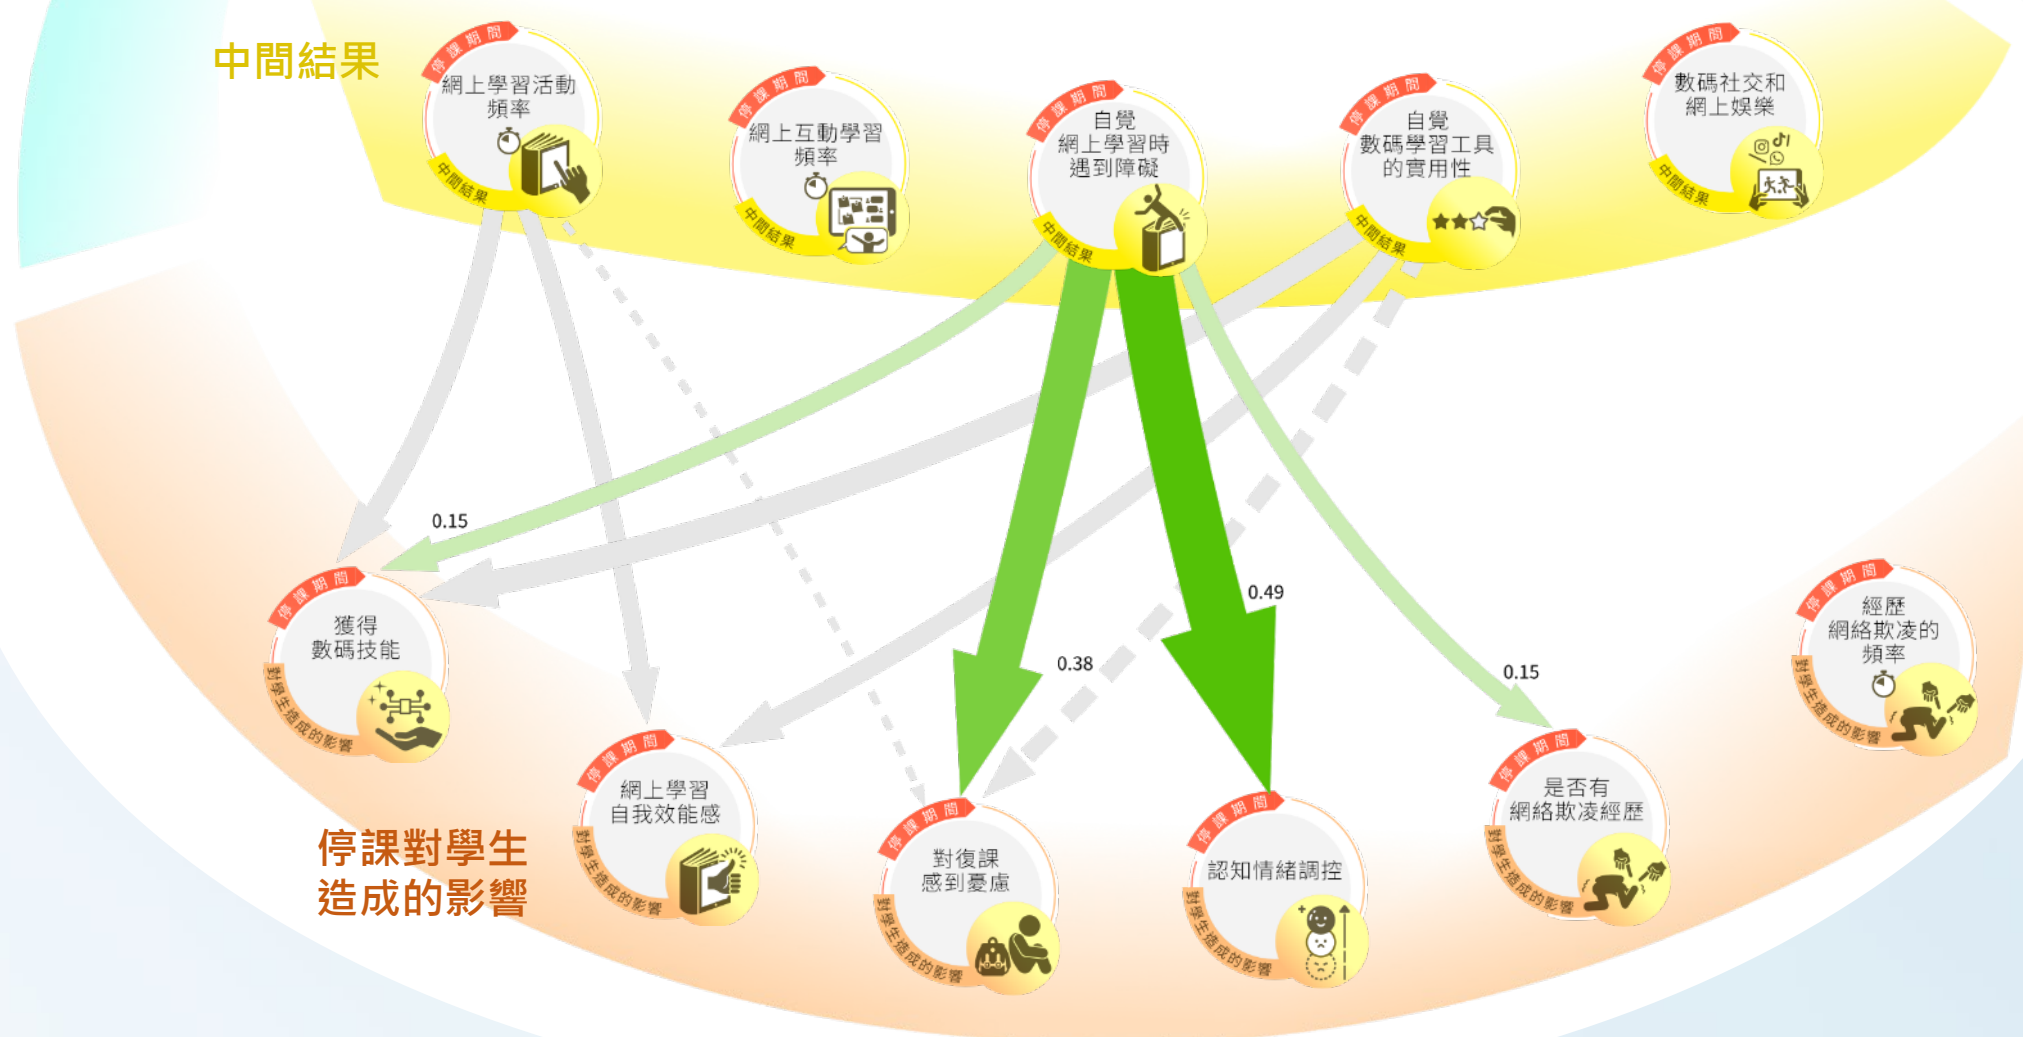 中間結果
停課期間
網上學習活動
頻率
中間結果
停課期間
網上互動學習
頻率
中間結果
停課期間
自覺
網上學習時
遇到障礙
中間結果
停課期間
自覺
數碼學習工具
的實用性
中間結果
停課期間
數碼社交和
網上娛樂
中間結果
0.15
0.49
0.38
0.15
停課期間
獲得
數碼技能
對學生造成的影響
停課期間
網上學習
自我效能感
對學生造成的影響
停課期間
對復課
感到憂慮
對學生造成的影響
停課期間
認知情緒調控
對學生造成的影響
停課期間
是否有
網絡欺凌經歷
對學生造成的影響
停課期間
經歷
網絡欺凌的
頻率
對學生造成的影響
停課對學生
造成的影響